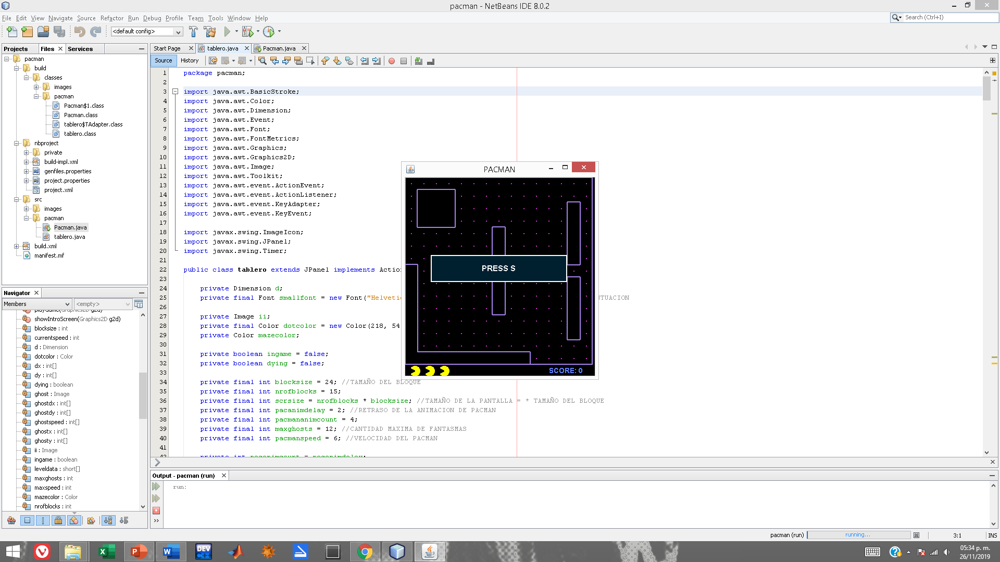 pacman - NetBeans IDE 8.0.2
File Edit View Navigate Source Refactor Run Debug Profile Team Tools Window Help
Search (Ctrl+I)
<default config>
Projects Files Services
pacman
build
classes
images
pacman
Pacman$1.class
Pacman.class
tablero$TAdapter.class
tablero.class
nbproject
private
build-impl.xml
genfiles.properties
project.properties
project.xml
src
images
pacman
Pacman.java
tablero.java
build.xml
manifest.mf
Navigator
Members <empty>
playGame(Graphics2D g2d)
showIntroScreen(Graphics2D g2d)
blocksize : int
currentspeed : int
d : Dimension
dotcolor : Color
dx : int[]
dy : int[]
dying : boolean
ghost : Image
ghostdx : int[]
ghostdy : int[]
ghostspeed : int[]
ghostx : int[]
ghosty : int[]
ii : Image
ingame : boolean
leveldata : short[]
maxghosts : int
maxspeed : int
mazecolor : Color
nrofblocks : int
Start Page tablero.java Pacman.java
Source History
1 package pacman;
2
3 import java.awt.BasicStroke;
4 import java.awt.Color;
5 import java.awt.Dimension;
6 import java.awt.Event;
7 import java.awt.Font;
8 import java.awt.FontMetrics;
9 import java.awt.Graphics;
10 import java.awt.Graphics2D;
11 import java.awt.Image;
12 import java.awt.Toolkit;
13 import java.awt.event.ActionEvent;
14 import java.awt.event.ActionListener;
15 import java.awt.event.KeyAdapter;
16 import java.awt.event.KeyEvent;
17
18 import javax.swing.ImageIcon;
19 import javax.swing.JPanel;
20 import javax.swing.Timer;
21
22 public class tablero extends JPanel implements Action
23
24 private Dimension d;
25 private final Font smallfont = new Font("Helvetic NTUACION
26
27 private Image ii;
28 private final Color dotcolor = new Color(218, 54
29 private Color mazecolor;
30
31 private boolean ingame = false;
32 private boolean dying = false;
33
34 private final int blocksize = 24; //TAMAÑO DEL BLOQUE
35 private final int nrofblocks = 15;
36 private final int scrsize = nrofblocks * blocksize; //TAMAÑO DE LA PANTALLA = * TAMAÑO DEL BLOQUE
37 private final int pacanimdelay = 2; //RETRASO DE LA ANIMACION DE PACMAN
38 private final int pacmananimcount = 4;
39 private final int maxghosts = 12; //CANTIDAD MAXIMA DE FANTASMAS
40 private final int pacmanspeed = 6; //VELOCIDAD DEL PACMAN
41
42 private int pacanimcount = pacanimdelay;
PACMAN
PRESS S
SCORE: 0
Output - pacman (run)
run:
pacman (run) running... 3:1 INS
DEV C++
05:34 p. m.
26/11/2019